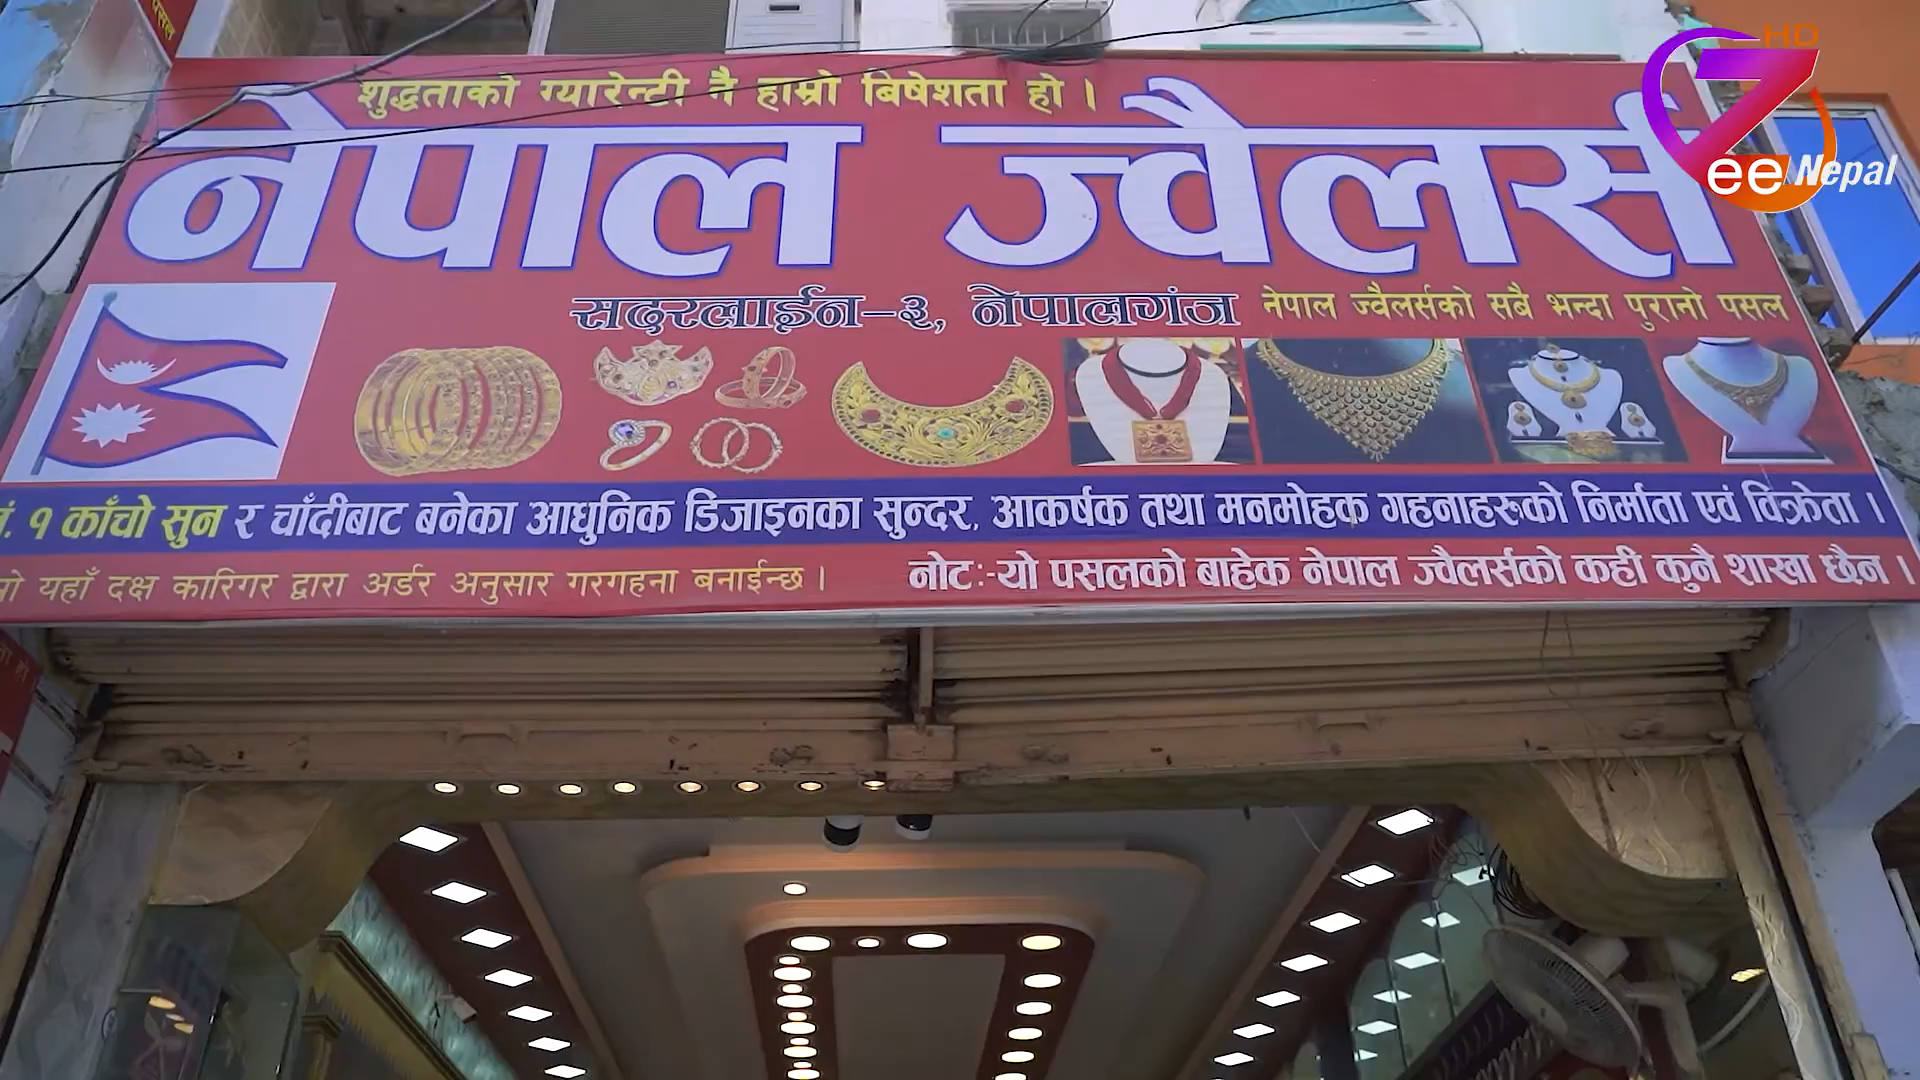 शुद्धताको ग्यारेन्टी नै हाम्रो बिषेशता हो ।
नेपाल ज्वैलर्स
सदरलाईन-३, नेपालगंज
नेपाल ज्वैलर्सको सबै भन्दा पुरानो पसल
१ काँचो सुन र चाँदीबाट बनेका आधुनिक डिजाइनका सुन्दर, आकर्षक तथा मनमोहक गहनाहरूको निर्माता एवं विक्रेता ।
यहाँ दक्ष कारिगर द्वारा अर्डर अनुसार गरगहना बनाईन्छ ।
नोटः-यो पसलको बाहेक नेपाल ज्वैलर्सको कही कुनै शाखा छैन ।
HD
Zee Nepal